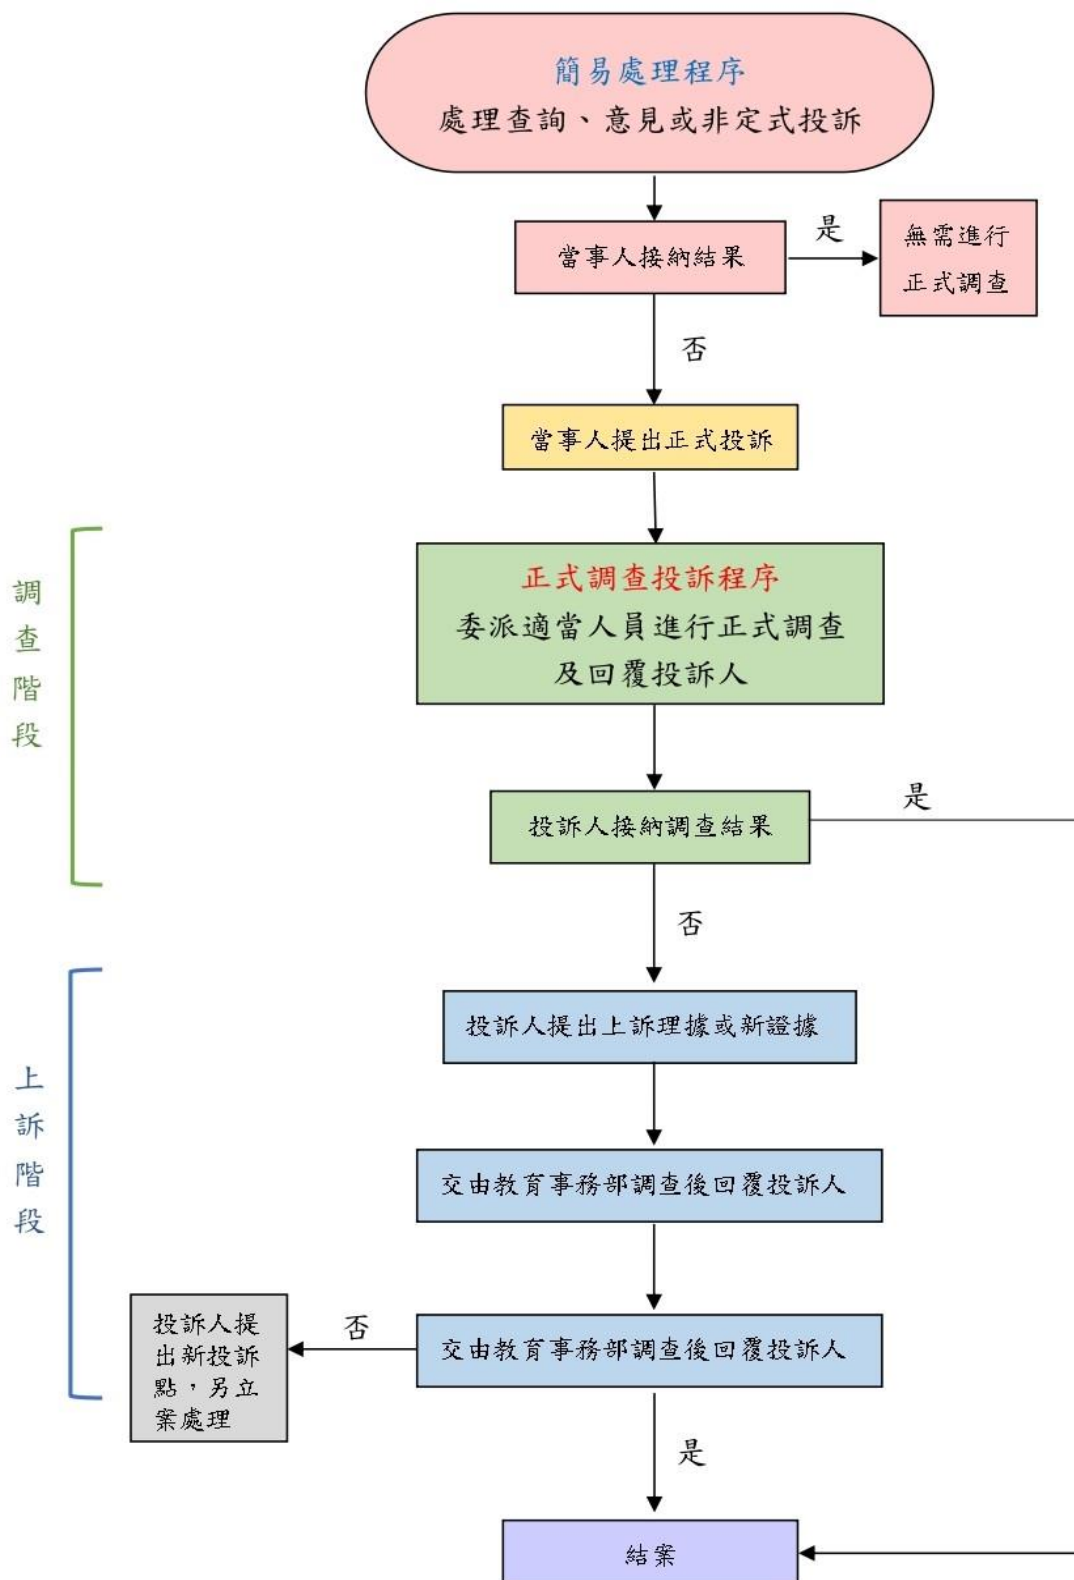 簡易處理程序
處理查詢、意見或非定式投訴
當事人接納結果
是
無需進行
正式調查
否
當事人提出正式投訴
調查階段
正式調查投訴程序
委派適當人員進行正式調查
及回覆投訴人
投訴人接納調查結果
是
否
上訴階段
投訴人提出上訴理據或新證據
交由教育事務部調查後回覆投訴人
交由教育事務部調查後回覆投訴人
否
投訴人提
出新投訴
點，另立
案處理
是
結案